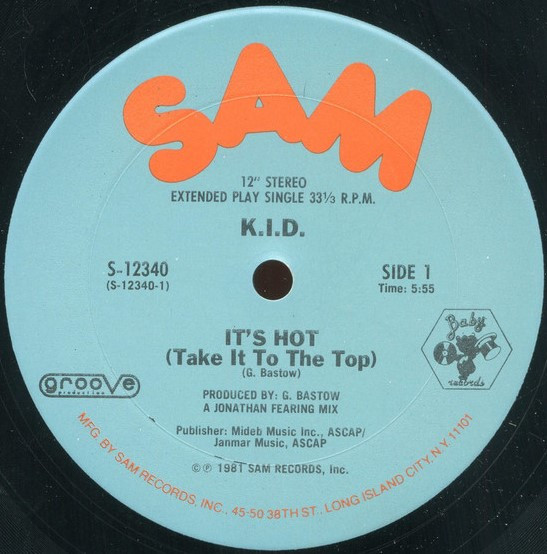 SAM
12" STEREO
EXTENDED PLAY SINGLE 33⅓ R.P.M.
K.I.D.
S-12340
(S-12340-1)
SIDE 1
Time: 5:55
IT'S HOT
(Take It To The Top)
(G. Bastow)
PRODUCED BY: G. BASTOW
A JONATHAN FEARING MIX
Publisher: Mideb Music Inc., ASCAP/
Janmar Music, ASCAP
©℗ 1981 SAM RECORDS, Inc.
groove
production
Baby
records
MFG. BY SAM RECORDS, INC., 45-50 38TH ST., LONG ISLAND CITY, N.Y. 11101